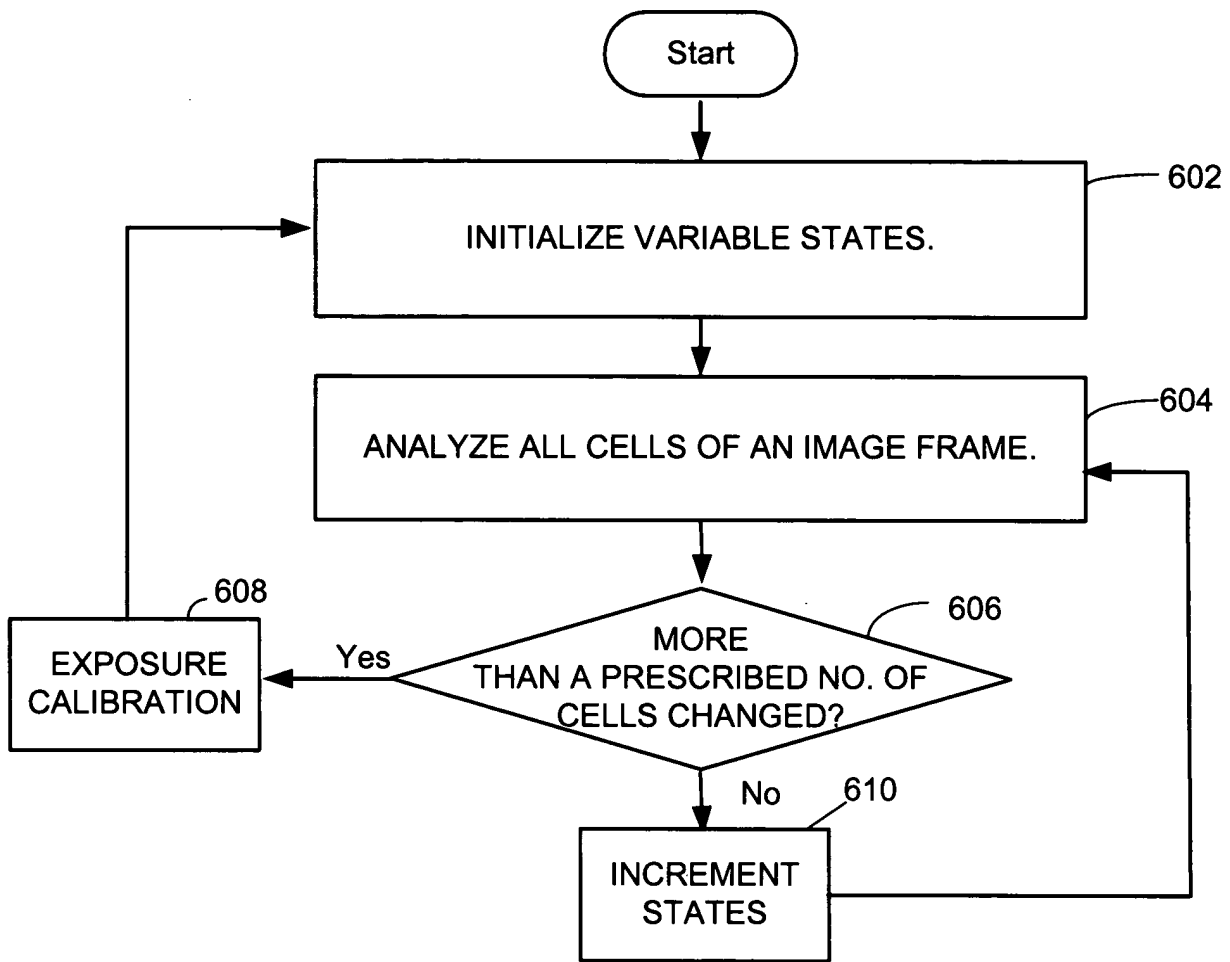 Start
602
INITIALIZE VARIABLE STATES.
604
ANALYZE ALL CELLS OF AN IMAGE FRAME.
608
606
EXPOSURE
CALIBRATION
Yes
MORE
THAN A PRESCRIBED NO. OF
CELLS CHANGED?
No
610
INCREMENT
STATES